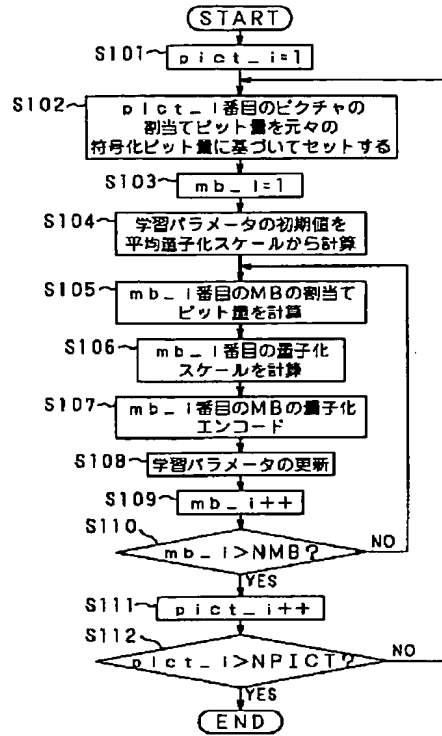 START
S101
pict_i=1
S102
pict_i番目のピクチャの
割当てビット量を元々の
符号化ビット量に基づいてセットする
S103
mb_i=1
S104
学習パラメータの初期値を
平均量子化スケールから計算
S105
mb_i番目のMBの割当て
ビット量を計算
S106
mb_i番目の量子化
スケールを計算
S107
mb_i番目のMBの量子化
エンコード
S108
学習パラメータの更新
S109
mb_i++
S110
mb_i>NMB?
NO
YES
S111
pict_i++
S112
pict_i>NPICT?
NO
YES
END